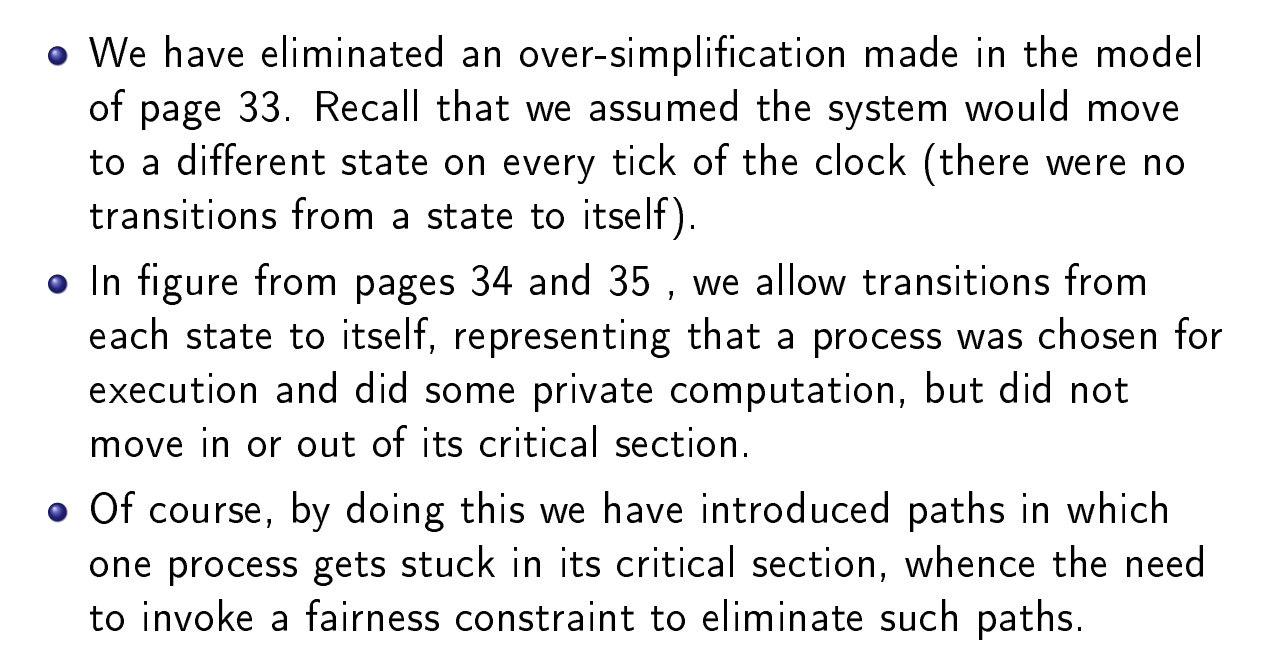 We have eliminated an over-simplification made in the model
of page 33. Recall that we assumed the system would move
to a different state on every tick of the clock (there were no
transitions from a state to itself).
In figure from pages 34 and 35 , we allow transitions from
each state to itself, representing that a process was chosen for
execution and did some private computation, but did not
move in or out of its critical section.
Of course, by doing this we have introduced paths in which
one process gets stuck in its critical section, whence the need
to invoke a fairness constraint to eliminate such paths.